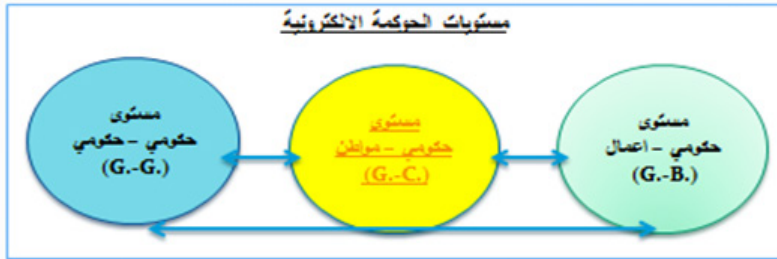 مستويات الحوكمة الالكترونية
مستوى
حكومي – اعمال
(G.-B.)
مستوى
حكومي – مواطن
(G.-C.)
مستوى
حكومي – حكومي
(G.-G.)